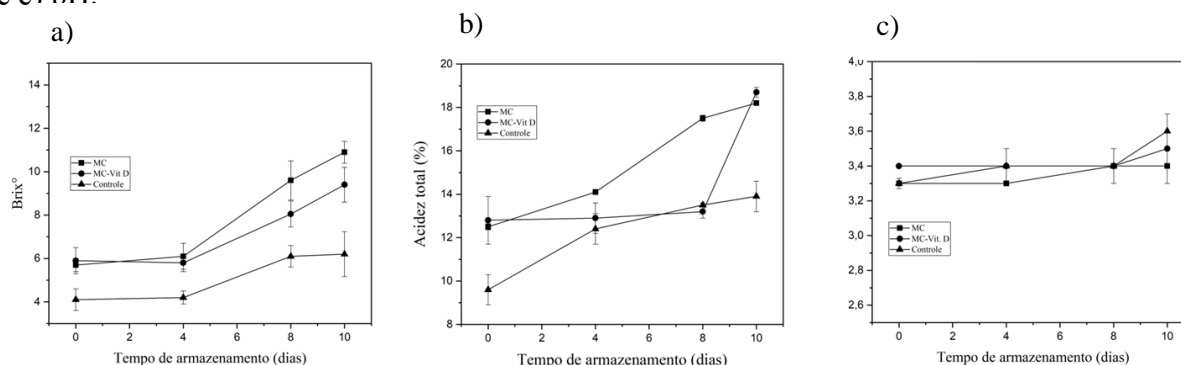 a)
b)
c)
14
12
10
8
6
4
Brix°
MC
MC-Vit D
Controle
0 2 4 6 8 10
Tempo de armazenamento (dias)
20
18
16
14
12
10
8
Acidez total (%)
MC
MC-Vit D
Controle
0 2 4 6 8 10
Tempo de armazenamento (dias)
4,0
3,8
3,6
3,4
3,2
3,0
2,8
2,6
MC
MC-Vit. D
Controle
0 2 4 6 8 10
Tempo de armazenamento (dias)